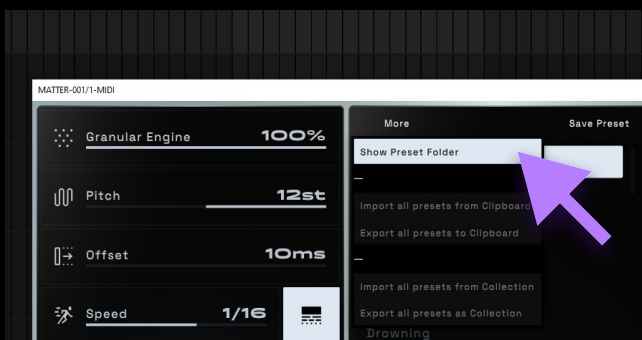 MATTER-001/1-MIDI
Granular Engine 100%
Pitch 12st
Offset 10ms
Speed 1/16
More Save Preset
Show Preset Folder
Import all presets from Clipboard
Export all presets to Clipboard
Import all presets from Collection
Export all presets as Collection
Drowning